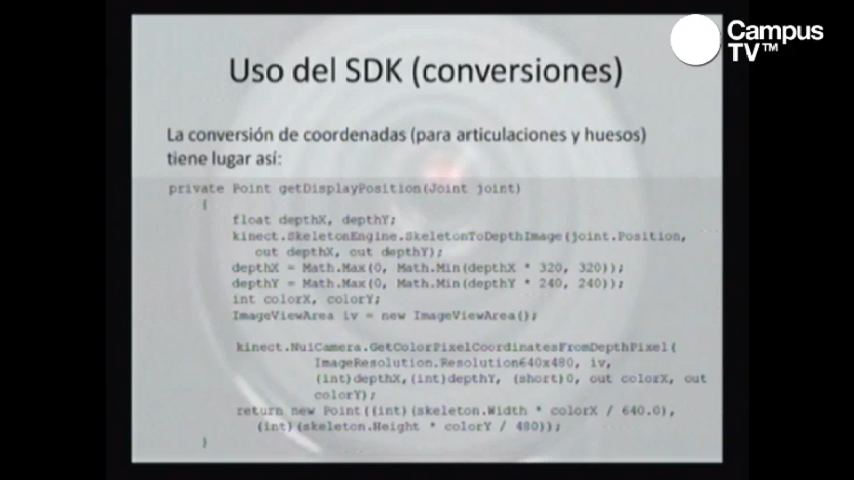 Campus
TV™
Uso del SDK (conversiones)
La conversión de coordenadas (para articulaciones y huesos)
tiene lugar así:
private Point getDisplayPosition(Joint joint)
{
float depthX, depthY;
kinect.SkeletonEngine.SkeletonToDepthImage(joint.Position,
out depthX, out depthY);
depthX = Math.Max(0, Math.Min(depthX * 320, 320));
depthY = Math.Max(0, Math.Min(depthY * 240, 240));
int colorX, colorY;
ImageViewArea iv = new ImageViewArea();
kinect.NuiCamera.GetColorPixelCoordinatesFromDepthPixel(
ImageResolution.Resolution640x480, iv,
(int)depthX,(int)depthY, (short)0, out colorX, out
colorY);
return new Point((int)(skeleton.Width * colorX / 640.0),
(int)(skeleton.Height * colorY / 480));
}